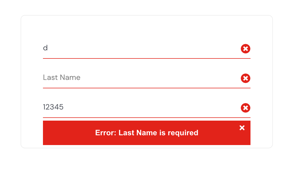 d
Last Name
12345
Error: Last Name is required